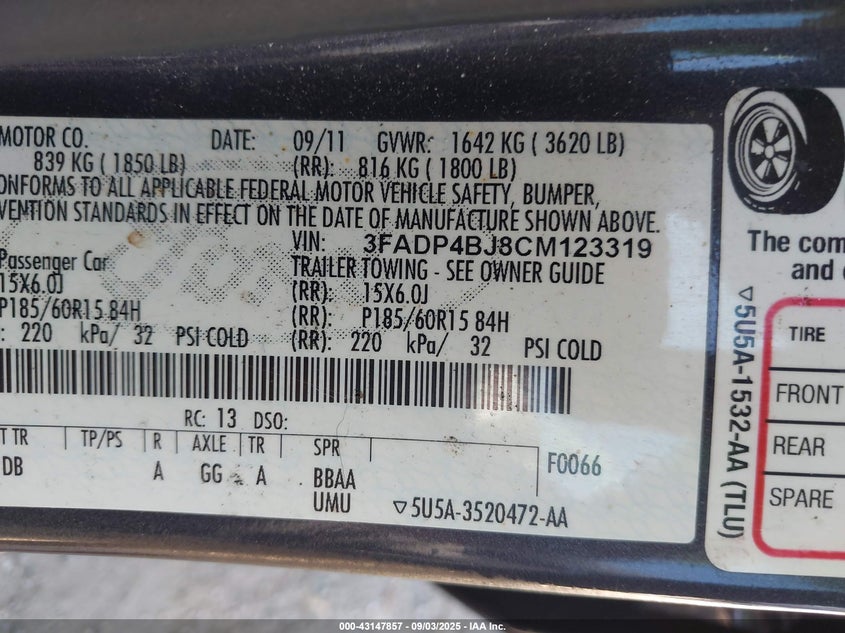 MOTOR CO. DATE: 09/11 GVWR: 1642 KG ( 3620 LB)
839 KG ( 1850 LB) (RR): 816 KG ( 1800 LB)
ONFORMS TO ALL APPLICABLE FEDERAL MOTOR VEHICLE SAFETY, BUMPER,
VENTION STANDARDS IN EFFECT ON THE DATE OF MANUFACTURE SHOWN ABOVE.
VIN: 3FADP4BJ8CM123319
Passenger Car TRAILER TOWING - SEE OWNER GUIDE
15X6.0J (RR): 15X6.0J
P185/60R15 84H (RR): P185/60R15 84H
: 220 kPa/ 32 PSI COLD (RR): 220 kPa/ 32 PSI COLD
RC: 13 DSO:
T TR TP/PS R AXLE TR SPR
DB A GG A BBAA F0066
UMU ▽5U5A-3520472-AA
▽5U5A-1532-AA (TLU)
The com
and c
TIRE
FRONT
REAR
SPARE
000-43147857 - 09/03/2025 - IAA Inc.